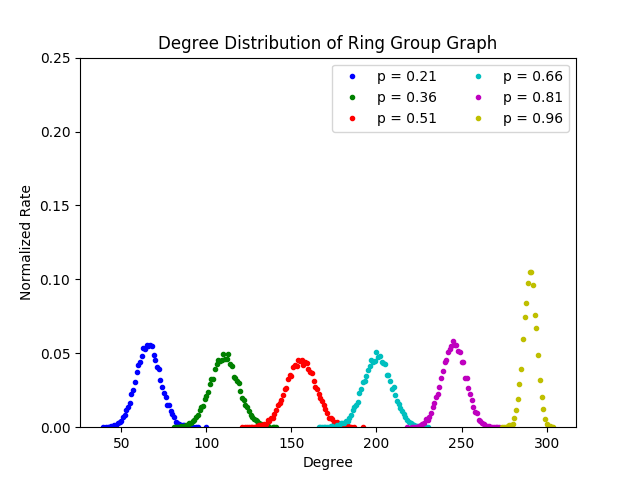 Degree Distribution of Ring Group Graph
0.25
0.20
0.15
0.10
0.05
0.00
Normalized Rate
p = 0.21
p = 0.36
p = 0.51
p = 0.66
p = 0.81
p = 0.96
50 100 150 200 250 300
Degree